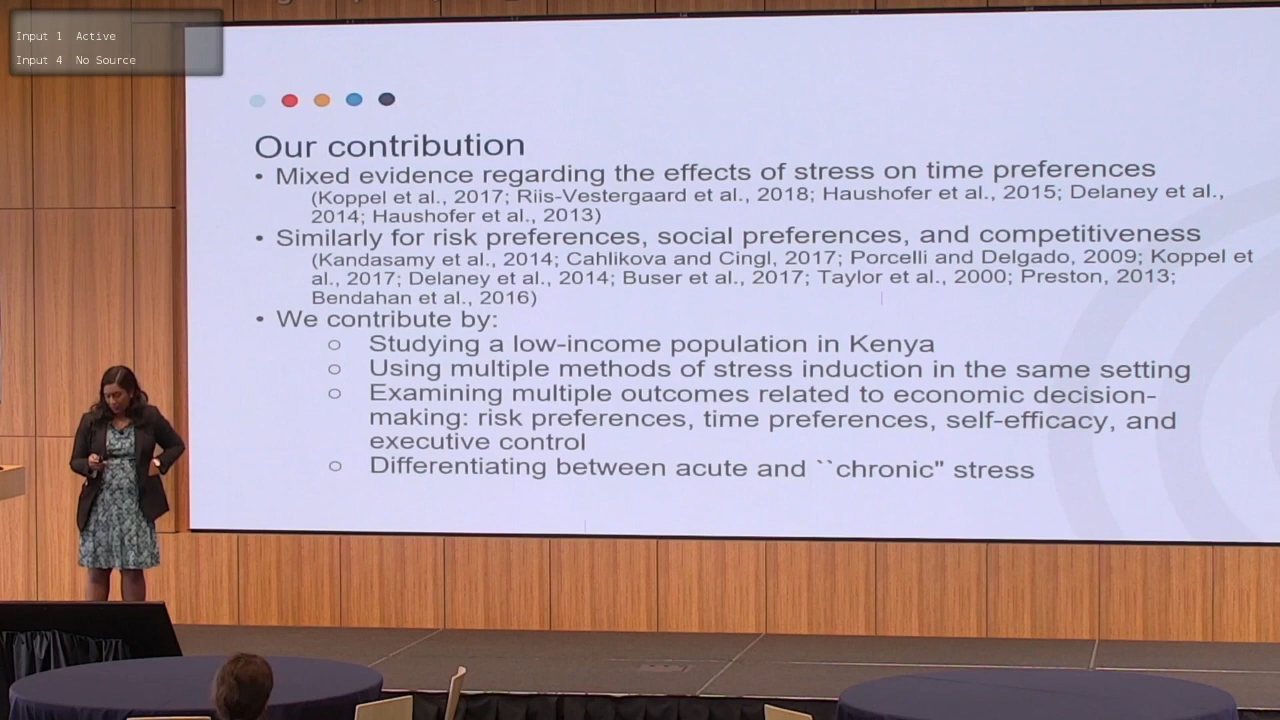 Input 1 Active
Input 4 No Source
Our contribution
• Mixed evidence regarding the effects of stress on time preferences
(Koppel et al., 2017; Riis-Vestergaard et al., 2018; Haushofer et al., 2015; Delaney et al.,
2014; Haushofer et al., 2013)
• Similarly for risk preferences, social preferences, and competitiveness
(Kandasamy et al., 2014; Cahlikova and Cingl, 2017; Porcelli and Delgado, 2009; Koppel et
al., 2017; Delaney et al., 2014; Buser et al., 2017; Taylor et al., 2000; Preston, 2013;
Bendahan et al., 2016)
• We contribute by:
○ Studying a low-income population in Kenya
○ Using multiple methods of stress induction in the same setting
○ Examining multiple outcomes related to economic decision-
making: risk preferences, time preferences, self-efficacy, and
executive control
○ Differentiating between acute and ``chronic" stress